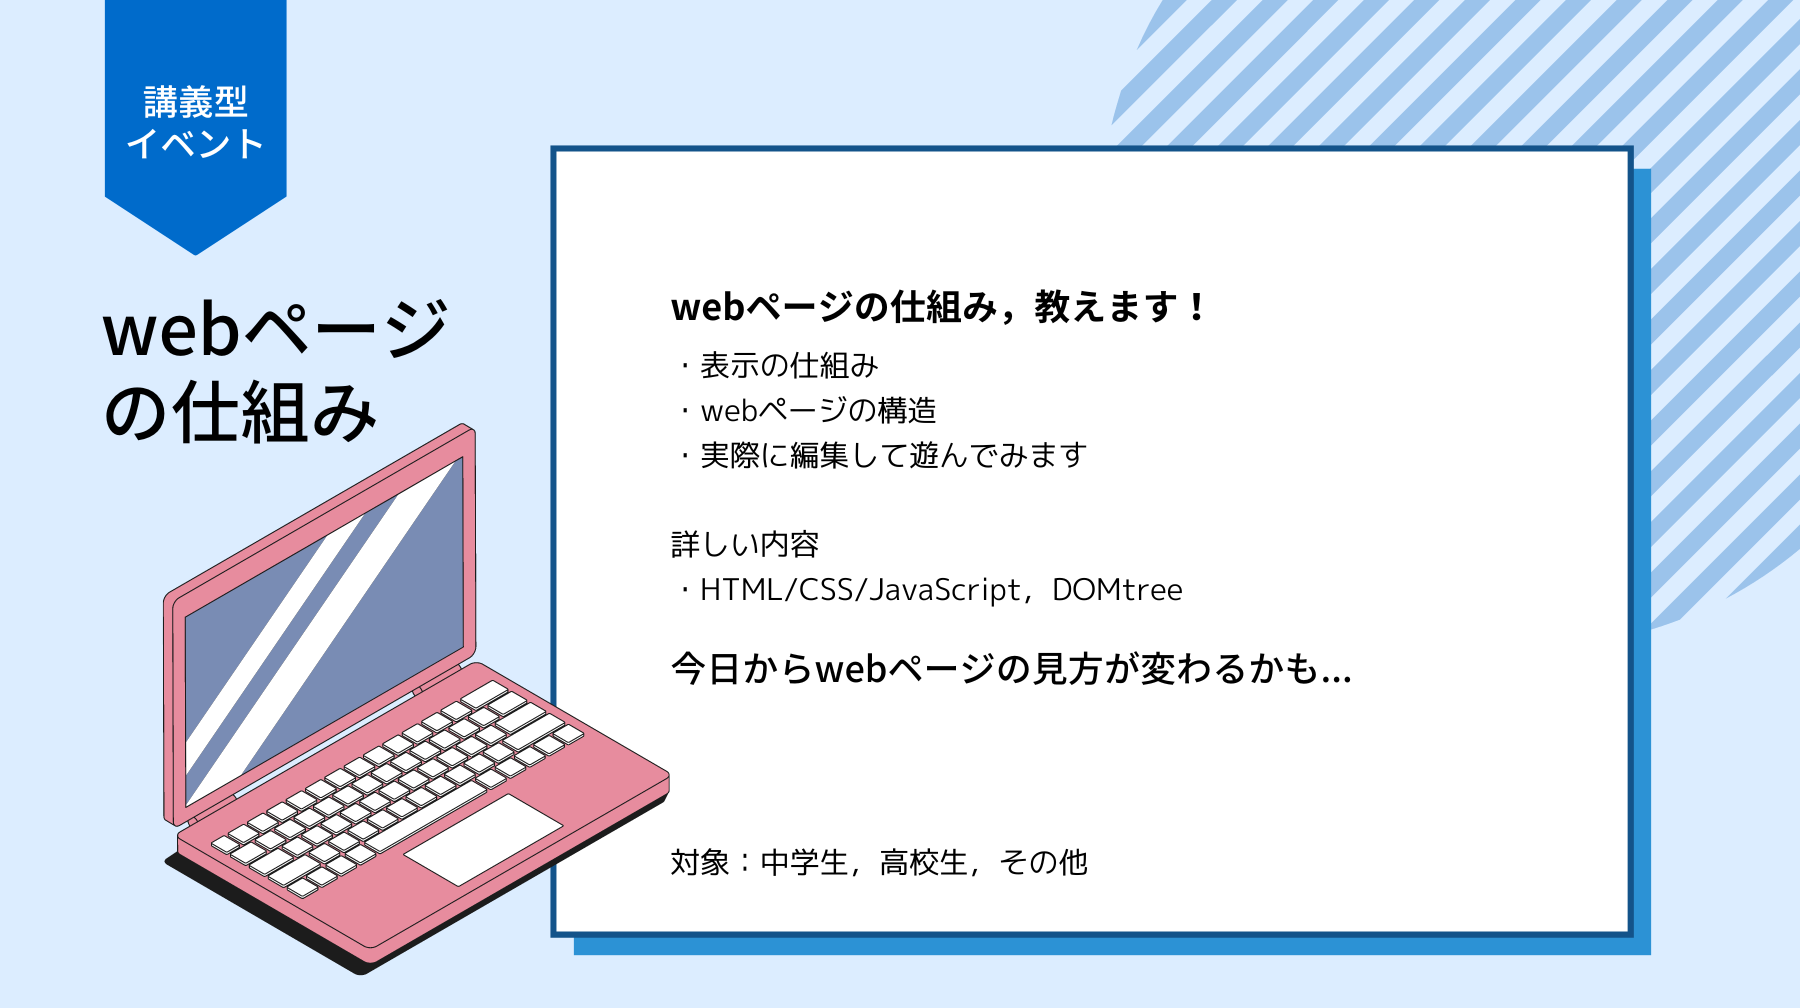 講義型
イベント
webページ
の仕組み
webページの仕組み，教えます！
・表示の仕組み
・webページの構造
・実際に編集して遊んでみます
詳しい内容
・HTML/CSS/JavaScript，DOMtree
今日からwebページの見方が変わるかも...
対象：中学生，高校生，その他